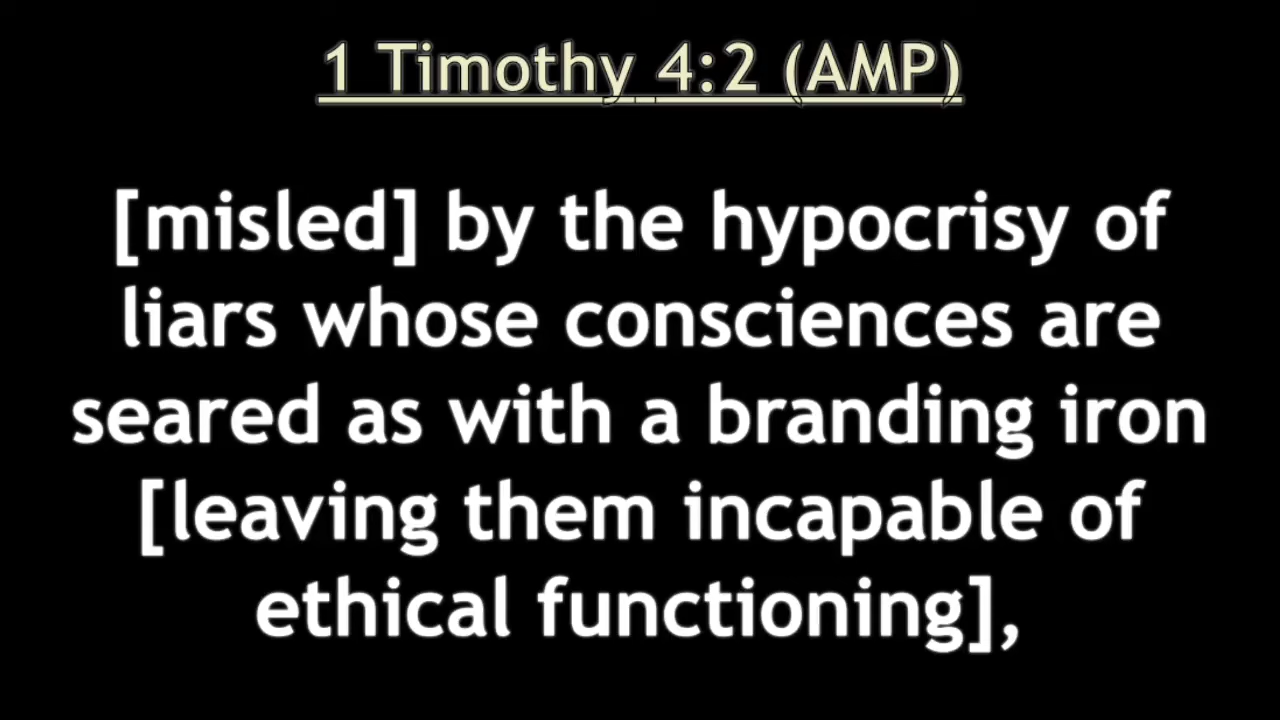 1 Timothy 4:2 (AMP)
[misled] by the hypocrisy of
liars whose consciences are
seared as with a branding iron
[leaving them incapable of
ethical functioning],